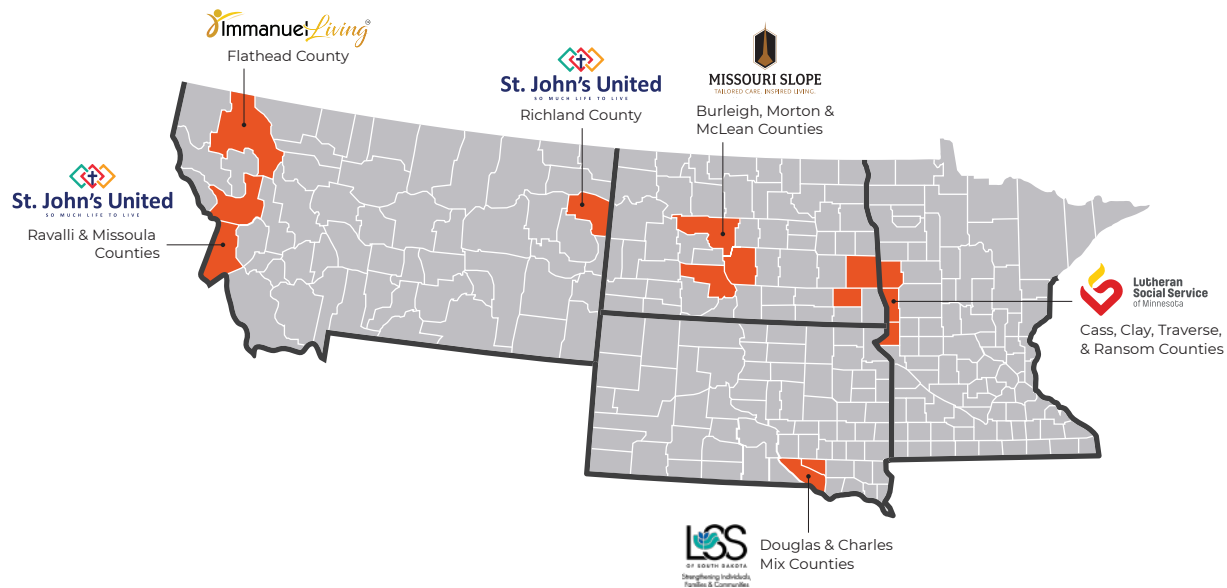 Immanuel Living®
Flathead County
St. John's United
SO MUCH LIFE TO LIVE
Richland County
MISSOURI SLOPE
TAILORED CARE. INSPIRED LIVING.
Burleigh, Morton &
McLean Counties
St. John's United
SO MUCH LIFE TO LIVE
Ravalli & Missoula
Counties
Lutheran
Social Service
of Minnesota
Cass, Clay, Traverse,
& Ransom Counties
LSS
OF SOUTH DAKOTA
Strengthening Individuals,
Families & Communities
Douglas & Charles
Mix Counties